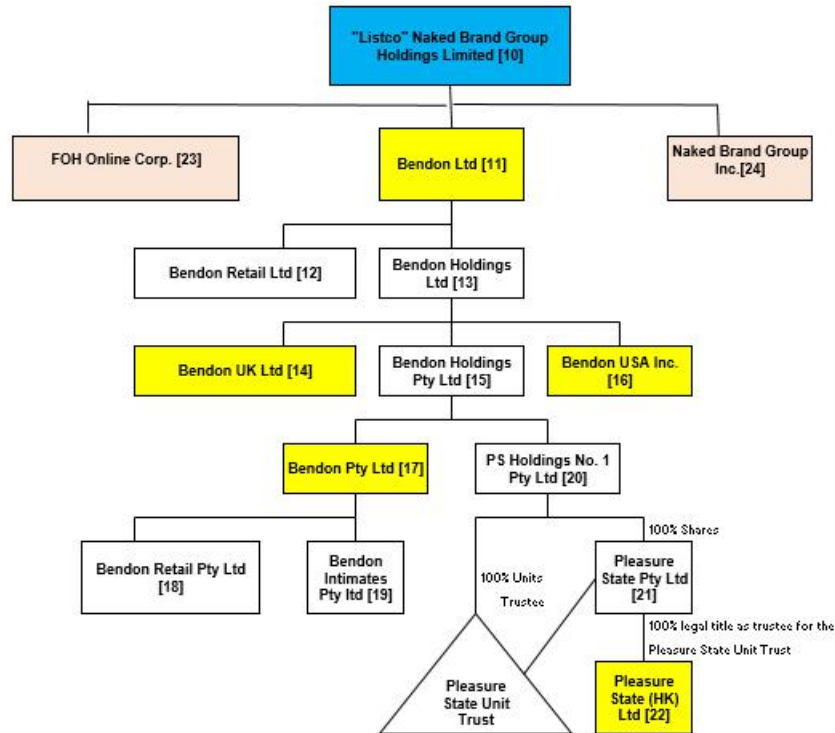 "Listco" Naked Brand Group
Holdings Limited [10]
FOH Online Corp. [23]
Bendon Ltd [11]
Naked Brand Group
Inc.[24]
Bendon Retail Ltd [12]
Bendon Holdings
Ltd [13]
Bendon UK Ltd [14]
Bendon Holdings
Pty Ltd [15]
Bendon USA Inc.
[16]
Bendon Pty Ltd [17]
PS Holdings No. 1
Pty Ltd [20]
100% Shares
Bendon Retail Pty Ltd
[18]
Bendon
Intimates
Pty ltd [19]
100% Units
Trustee
Pleasure
State Pty Ltd
[21]
100% legal title as trustee for the
Pleasure State Unit Trust
Pleasure
State Unit
Trust
Pleasure
State (HK)
Ltd [22]